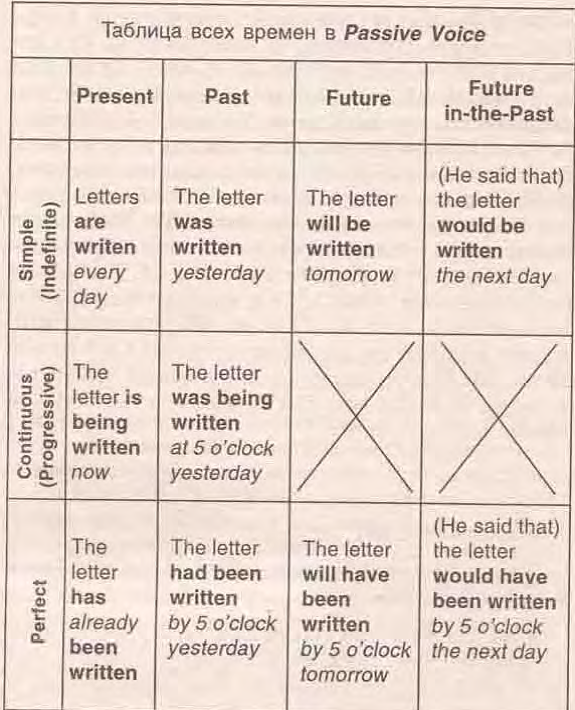 Таблица всех времен в Passive Voice
Present
Past
Future
Future
in-the-Past
Simple
(Indefinite)
Letters
are
writen
every
day
The letter
was
written
yesterday
The letter
will be
written
tomorrow
(He said that)
the letter
would be
written
the next day
Continuous
(Progressive)
The
letter is
being
written
now
The letter
was being
written
at 5 o'clock
yesterday
Perfect
The
letter
has
already
been
written
The letter
had been
written
by 5 o'clock
yesterday
The letter
will have
been
written
by 5 o'clock
tomorrow
(He said that)
the letter
would have
been written
by 5 o'clock
the next day